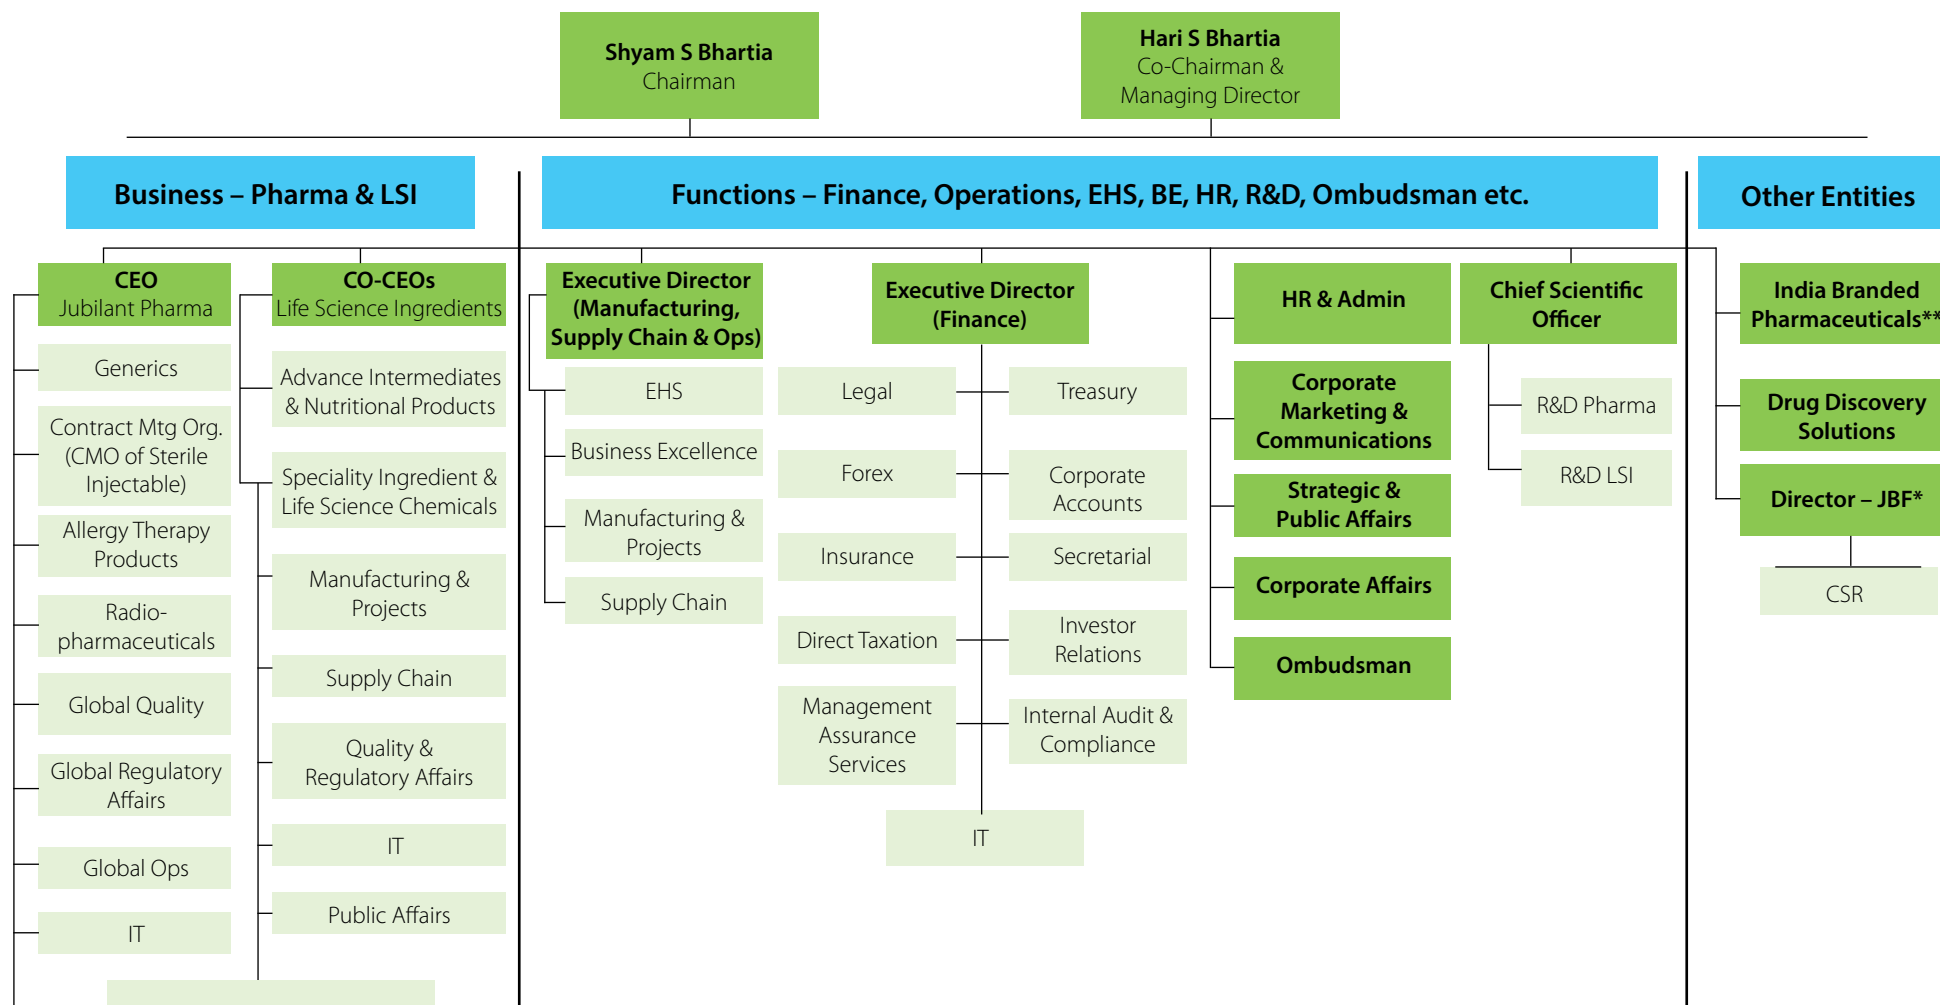 Shyam S Bhartia
Chairman
Hari S Bhartia
Co-Chairman &
Managing Director
Business – Pharma & LSI
Functions – Finance, Operations, EHS, BE, HR, R&D, Ombudsman etc.
Other Entities
CEO
Jubilant Pharma
Generics
Contract Mtg Org.
(CMO of Sterile
Injectable)
Allergy Therapy
Products
Radio-
pharmaceuticals
Global Quality
Global Regulatory
Affairs
Global Ops
IT
CO-CEOs
Life Science Ingredients
Advance Intermediates
& Nutritional Products
Speciality Ingredient &
Life Science Chemicals
Manufacturing &
Projects
Supply Chain
Quality &
Regulatory Affairs
IT
Public Affairs
Executive Director
(Manufacturing,
Supply Chain & Ops)
EHS
Business Excellence
Manufacturing &
Projects
Supply Chain
Executive Director
(Finance)
Legal
Treasury
Forex
Corporate
Accounts
Insurance
Secretarial
Direct Taxation
Investor
Relations
Management
Assurance
Services
Internal Audit &
Compliance
IT
HR & Admin
Corporate
Marketing &
Communications
Strategic &
Public Affairs
Corporate Affairs
Ombudsman
Chief Scientific
Officer
R&D Pharma
R&D LSI
India Branded
Pharmaceuticals**
Drug Discovery
Solutions
Director – JBF*
CSR